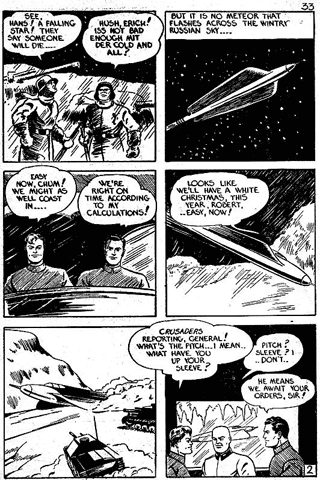 33
SEE,
HANS! A FALLING
STAR! THEY
SAY SOMEONE
WILL DIE....
HUSH, ERICH!
ISS NOT BAD
ENOUGH MIT
DER COLD AND
ALL?
BUT IT IS NO METEOR THAT
FLASHES ACROSS THE WINTRY
RUSSIAN SKY....
EASY
NOW, CHUM!
WE MIGHT AS
WELL COAST
IN....
WE'RE
RIGHT ON
TIME ACCORDING TO
MY
CALCULATIONS!
LOOKS LIKE
WE'LL HAVE A WHITE
CHRISTMAS, THIS
YEAR, ROBERT,
..EASY, NOW!
CRUSADERS
REPORTING, GENERAL!
WHAT'S THE PITCH...I MEAN..
WHAT HAVE YOU
UP YOUR
SLEEVE?
PITCH?
SLEEVE? I
..DON'T..
HE MEANS
WE AWAIT YOUR
ORDERS, SIR!
2